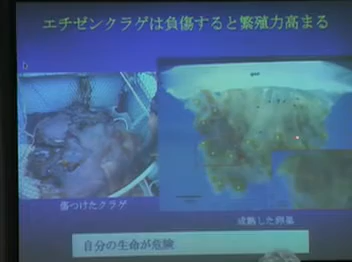 エチゼンクラゲは負傷すると繁殖力高まる
傷つけたクラゲ
成熟した卵巣
自分の生命が危険